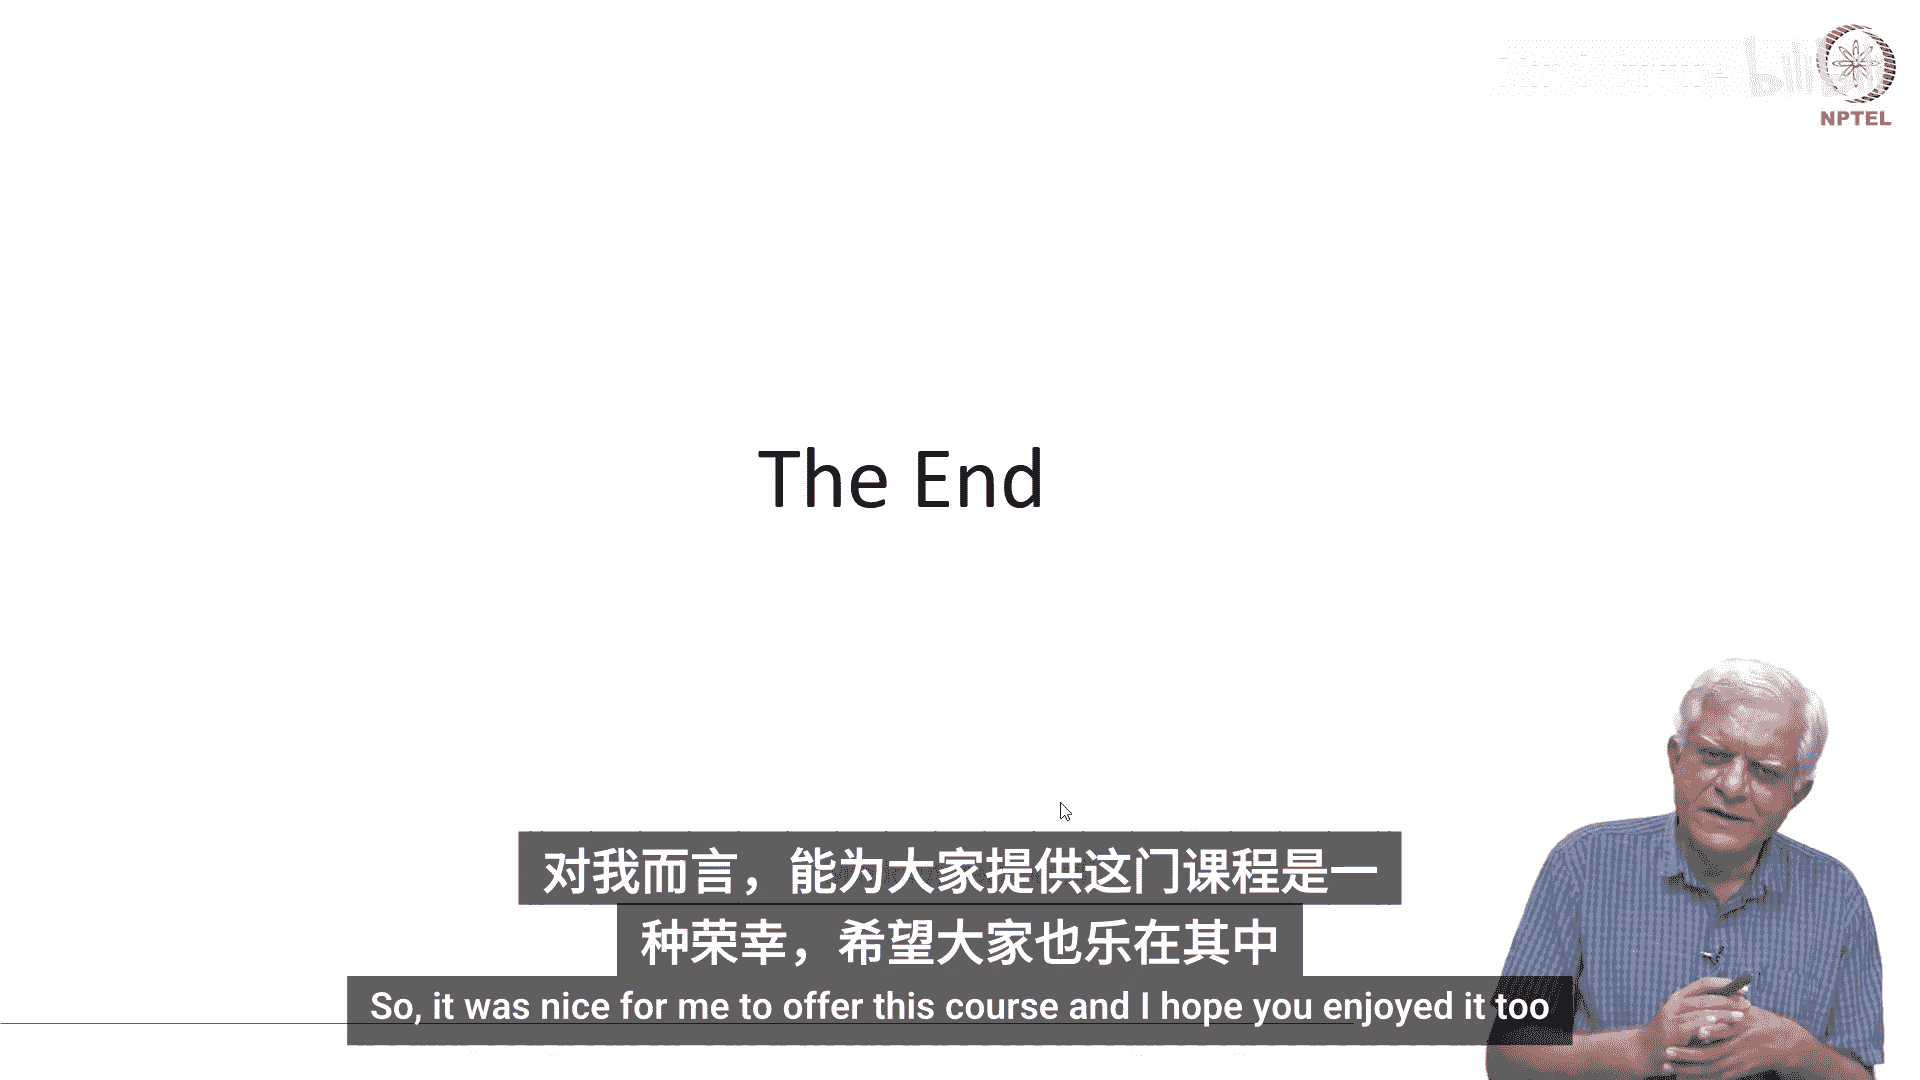 NPTEL
The End
对我而言，能为大家提供这门课程是一
种荣幸，希望大家也乐在其中
So, it was nice for me to offer this course and I hope you enjoyed it too